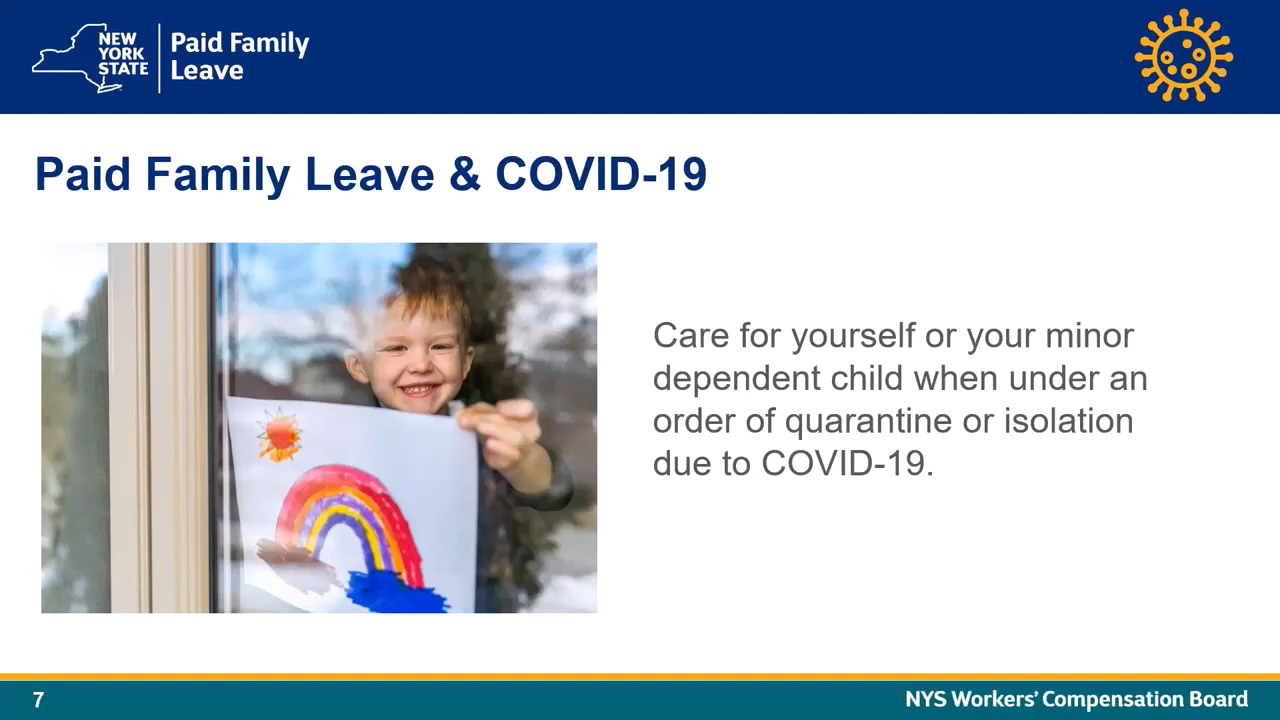 NEW
YORK
STATE
Paid Family
Leave
Paid Family Leave & COVID-19
Care for yourself or your minor
dependent child when under an
order of quarantine or isolation
due to COVID-19.
7
NYS Workers' Compensation Board